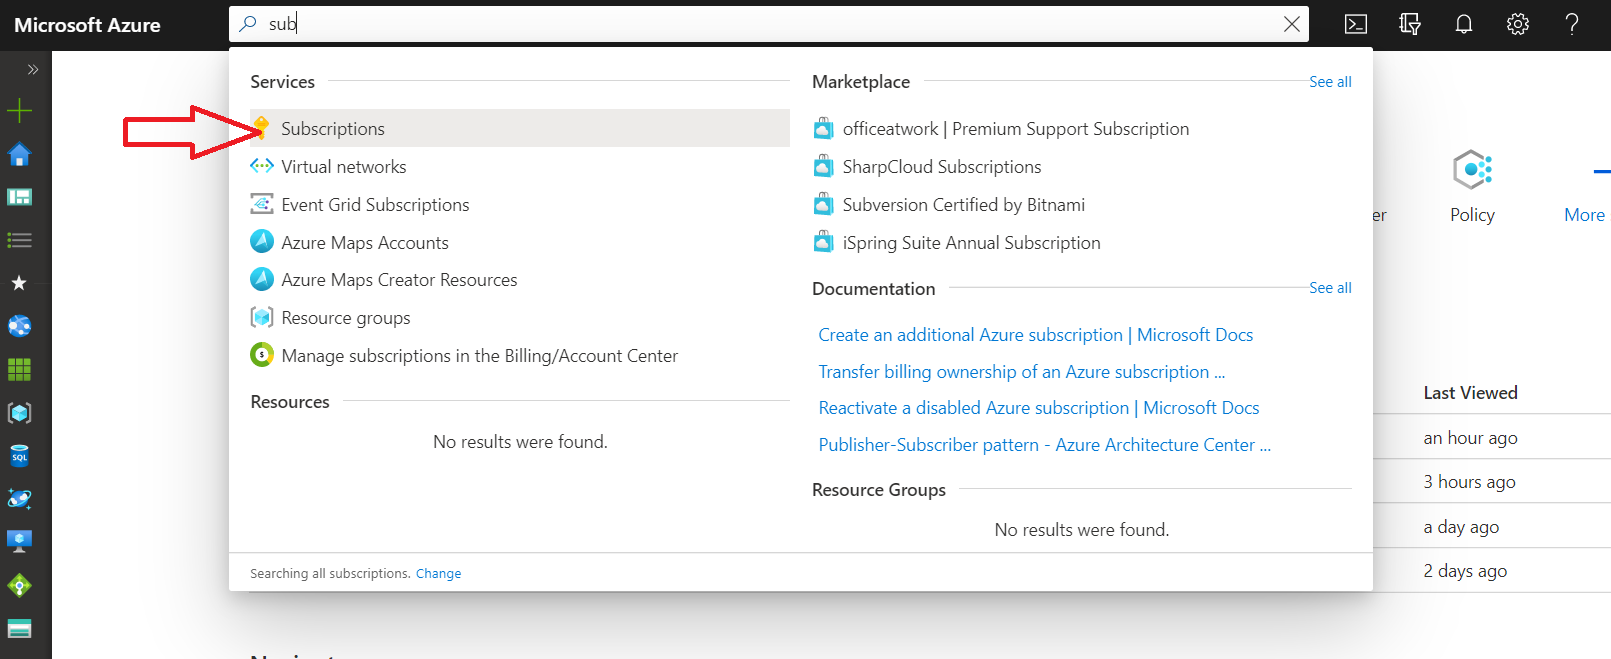 Microsoft Azure
sub
Services
Subscriptions
Virtual networks
Event Grid Subscriptions
Azure Maps Accounts
Azure Maps Creator Resources
Resource groups
Manage subscriptions in the Billing/Account Center
Resources
No results were found.
Marketplace
See all
officeatwork | Premium Support Subscription
SharpCloud Subscriptions
Subversion Certified by Bitnami
iSpring Suite Annual Subscription
Documentation
See all
Create an additional Azure subscription | Microsoft Docs
Transfer billing ownership of an Azure subscription ...
Reactivate a disabled Azure subscription | Microsoft Docs
Publisher-Subscriber pattern - Azure Architecture Center ...
Resource Groups
No results were found.
Searching all subscriptions. Change
er
Policy
More
Last Viewed
an hour ago
3 hours ago
a day ago
2 days ago
SQL